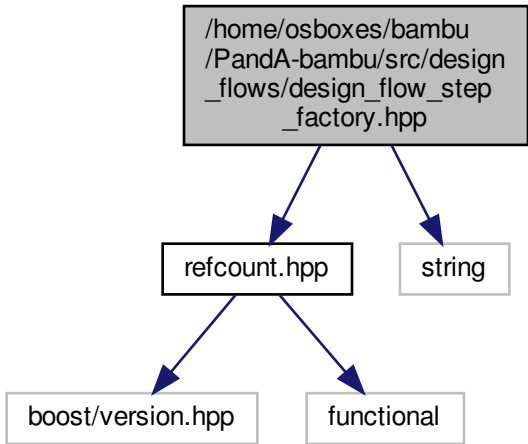 /home/osboxes/bambu
/PandA-bambu/src/design
_flows/design_flow_step
_factory.hpp
refcount.hpp
string
boost/version.hpp
functional